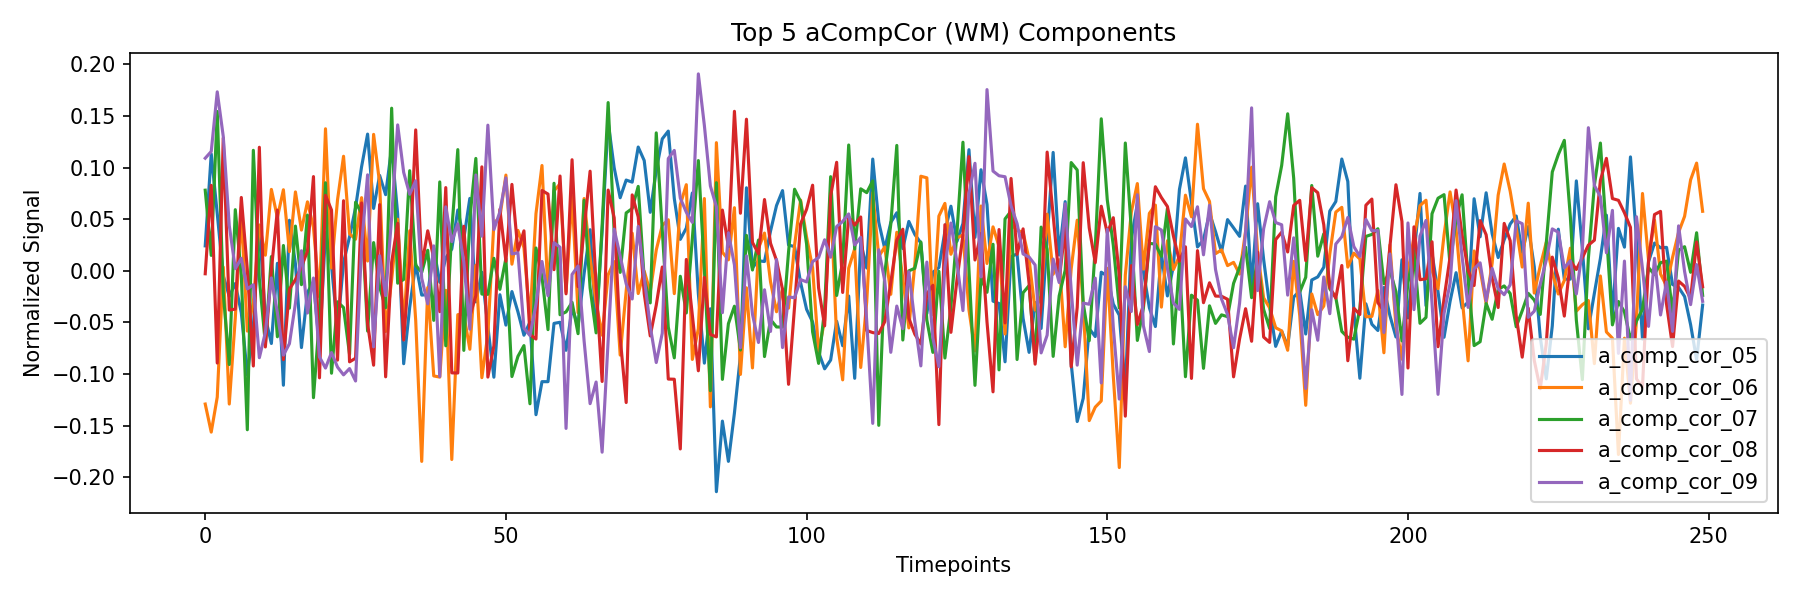 Top 5 aCompCor (WM) Components
Normalized Signal
0.20
0.15
0.10
0.05
0.00
−0.05
−0.10
−0.15
−0.20
0
50
100
150
200
250
Timepoints
a_comp_cor_05
a_comp_cor_06
a_comp_cor_07
a_comp_cor_08
a_comp_cor_09